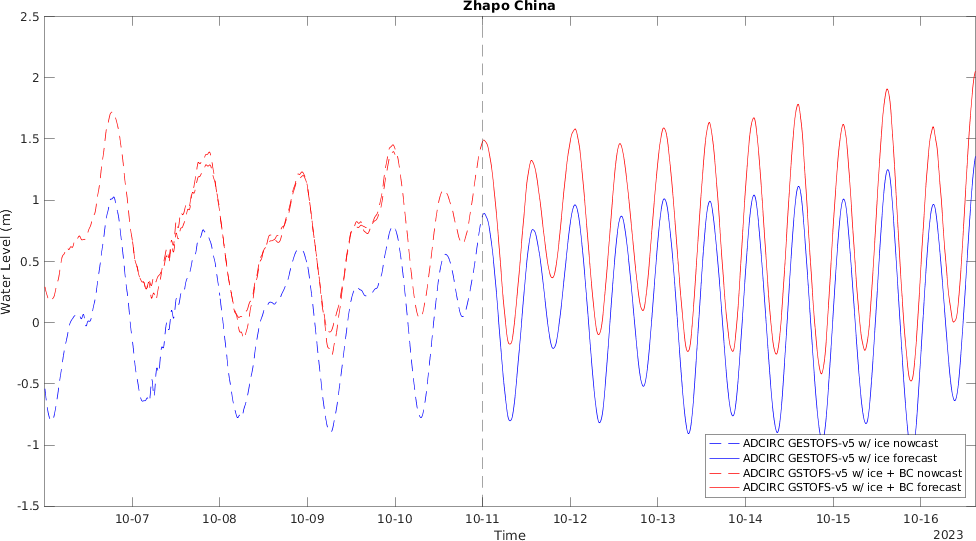 Zhapo China
Water Level (m)
2.5
2
1.5
1
0.5
0
-0.5
-1
-1.5
ADCIRC GESTOFS-v5 w/ ice nowcast
ADCIRC GESTOFS-v5 w/ ice forecast
ADCIRC GSTOFS-v5 w/ ice + BC nowcast
ADCIRC GSTOFS-v5 w/ ice + BC forecast
10-07 10-08 10-09 10-10 10-11 10-12 10-13 10-14 10-15 10-16
Time
2023